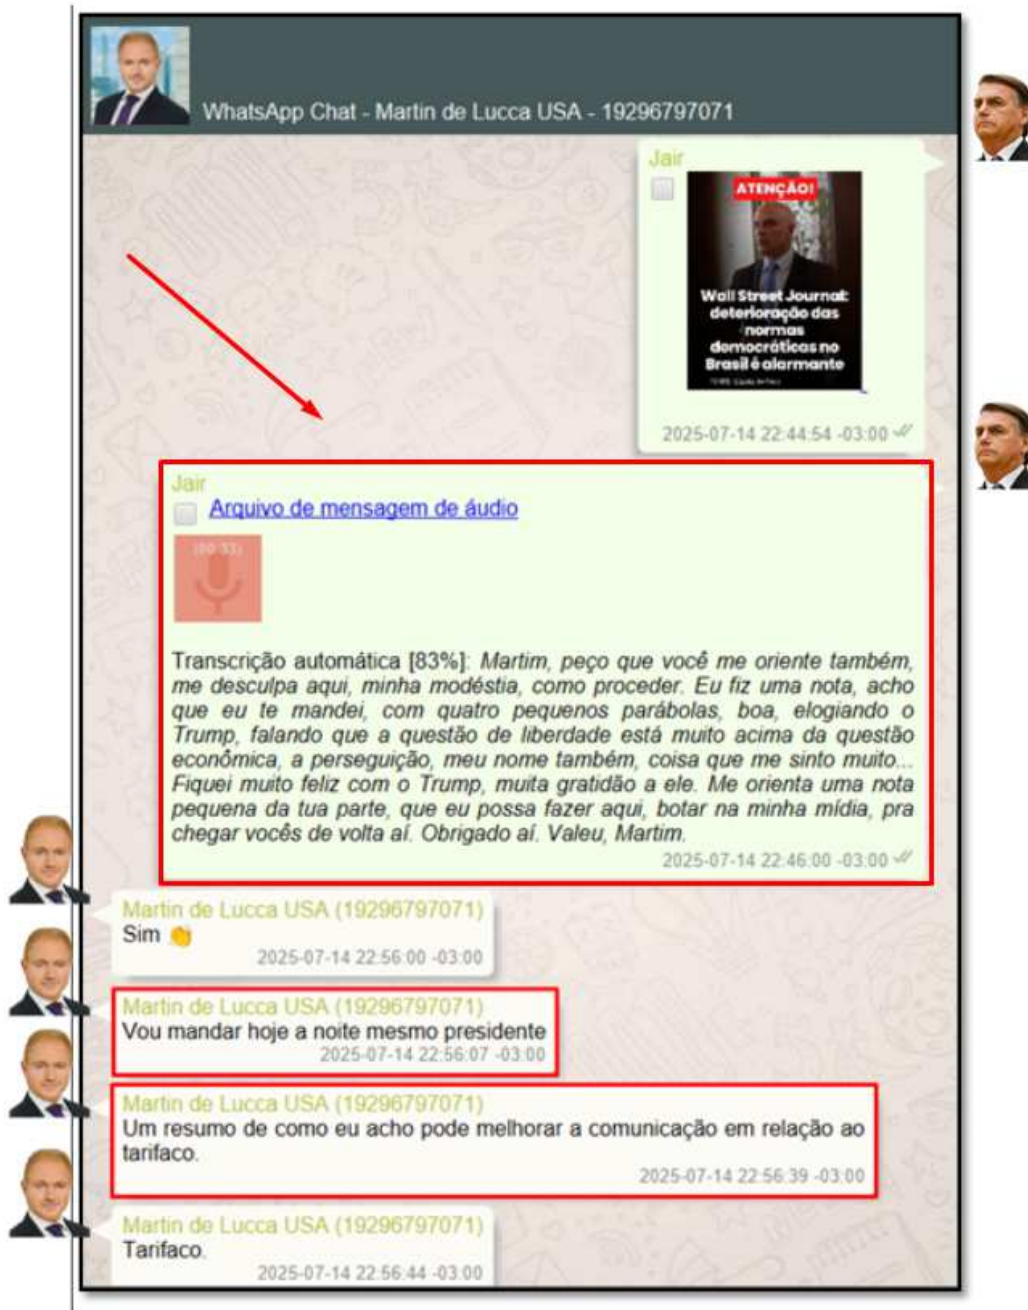 WhatsApp Chat - Martin de Lucca USA - 19296797071
Jair
ATENÇÃO!
Wall Street Journal:
deterioração das
normas
democráticas no
Brasil é alarmante
2025-07-14 22:44:54 -03:00
Jair
Arquivo de mensagem de áudio
(00:33)
Transcrição automática [83%]: Martim, peço que você me oriente também,
me desculpa aqui, minha modéstia, como proceder. Eu fiz uma nota, acho
que eu te mandei, com quatro pequenos parábolas, boa, elogiando o
Trump, falando que a questão de liberdade está muito acima da questão
econômica, a perseguição, meu nome também, coisa que me sinto muito...
Fiquei muito feliz com o Trump, muita gratidão a ele. Me orienta uma nota
pequena da tua parte, que eu possa fazer aqui, botar na minha mídia, pra
chegar vocês de volta aí. Obrigado aí. Valeu, Martim.
2025-07-14 22:46:00 -03:00
Martin de Lucca USA (19296797071)
Sim 👏
2025-07-14 22:56:00 -03:00
Martin de Lucca USA (19296797071)
Vou mandar hoje a noite mesmo presidente
2025-07-14 22:56:07 -03:00
Martin de Lucca USA (19296797071)
Um resumo de como eu acho pode melhorar a comunicação em relação ao
tarifaco.
2025-07-14 22:56:39 -03:00
Martin de Lucca USA (19296797071)
Tarifaco.
2025-07-14 22:56:44 -03:00